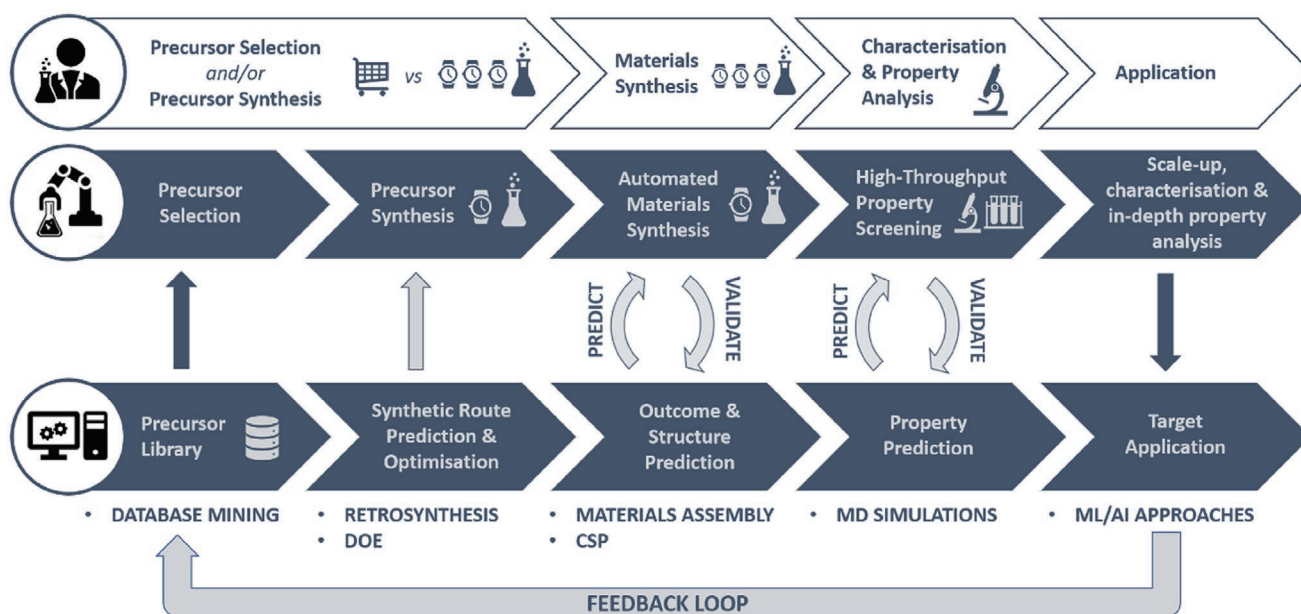 Precursor Selection
and/or
Precursor Synthesis
vs
Materials
Synthesis
Characterisation
& Property
Analysis
Application
Precursor
Selection
Precursor
Synthesis
Automated
Materials
Synthesis
High-Throughput
Property
Screening
Scale-up,
characterisation &
in-depth property
analysis
PREDICT
VALIDATE
PREDICT
VALIDATE
Precursor
Library
Synthetic Route
Prediction &
Optimisation
Outcome &
Structure
Prediction
Property
Prediction
Target
Application
• DATABASE MINING
• RETROSYNTHESIS
• DOE
• MATERIALS ASSEMBLY
• CSP
• MD SIMULATIONS
• ML/AI APPROACHES
FEEDBACK LOOP